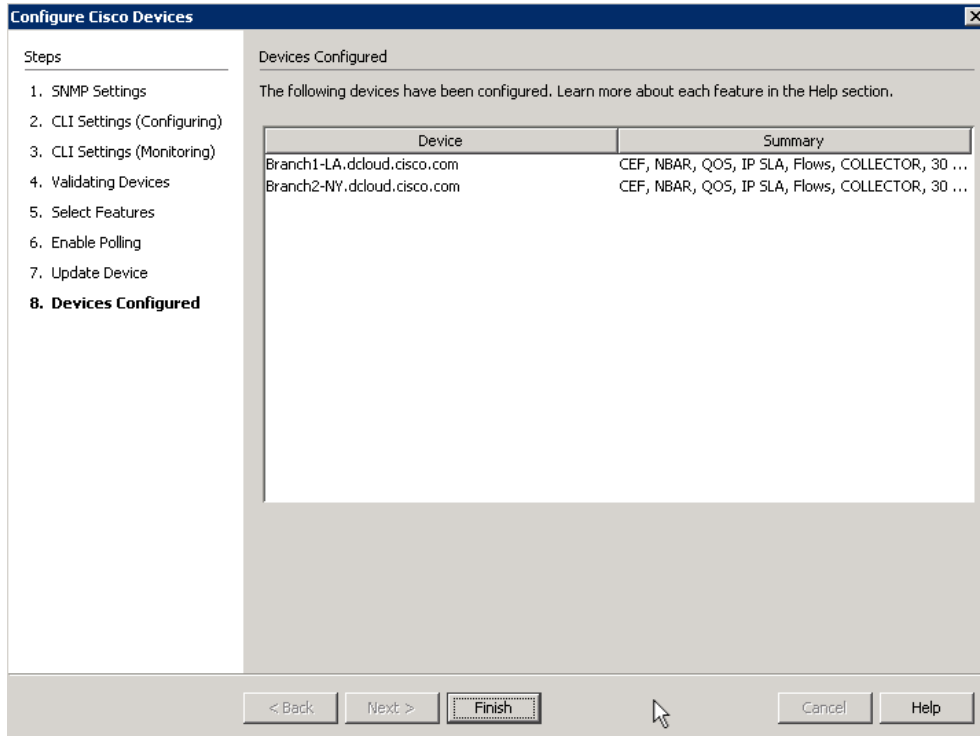 Configure Cisco Devices
Steps
1. SNMP Settings
2. CLI Settings (Configuring)
3. CLI Settings (Monitoring)
4. Validating Devices
5. Select Features
6. Enable Polling
7. Update Device
8. Devices Configured
Devices Configured
The following devices have been configured. Learn more about each feature in the Help section.
Device Summary
Branch1-LA.dcloud.cisco.com CEF, NBAR, QOS, IP SLA, Flows, COLLECTOR, 30 ...
Branch2-NY.dcloud.cisco.com CEF, NBAR, QOS, IP SLA, Flows, COLLECTOR, 30 ...
< Back Next > Finish Cancel Help